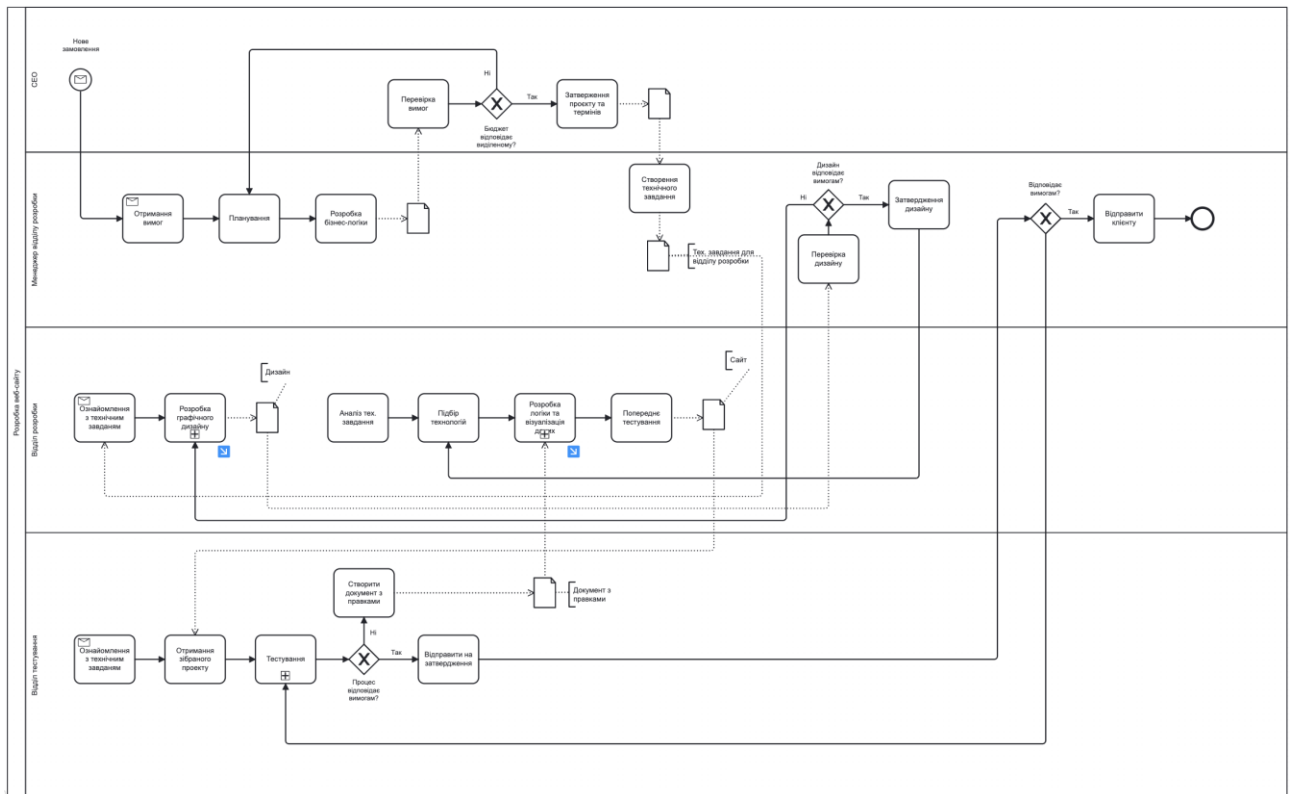 Розробка веб-сайту
CEO
Нове
замовлення
Перевірка
вимог
Ні
Бюджет
відповідає
виділеному?
Так
Затвердження
проєкту та
термінів
Менеджер відділу розробки
Отримання
вимог
Планування
Розробка
бізнес-логіки
Створення
технічного
завдання
Тех. завдання для
відділу розробки
Дизайн
відповідає
вимогам?
Ні
Так
Затвердження
дизайну
Перевірка
дизайну
Відповідає
вимогам?
Так
Відправити
клієнту
Відділ розробки
Ознайомлення
з технічним
завданям
Розробка
графічного
дизайну
Дизайн
Аналіз тех.
завдання
Підбір
технологій
Розробка
логіки та
візуалізація
Попереднє
тестування
Сайт
Відділ тестування
Ознайомлення
з технічним
завданям
Отримання
зібраного
проекту
Тестування
Створити
документ з
правками
Ні
Процес
відповідає
вимогам?
Так
Відправити на
затвердження
Документ з
правками